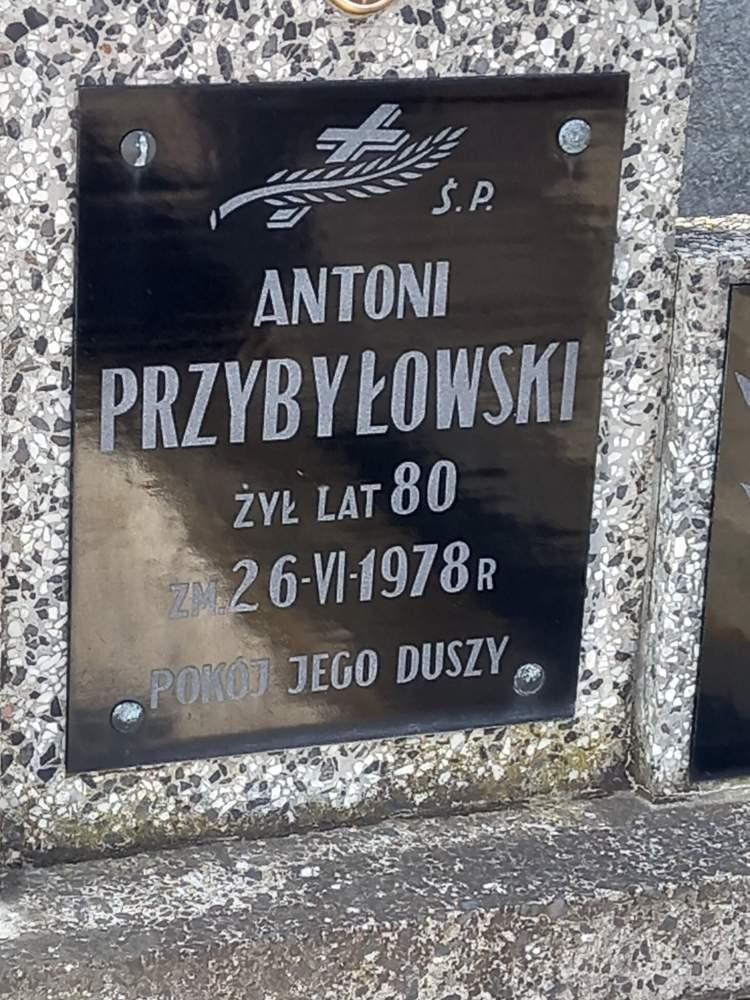 Ś.P.
ANTONI
PRZYBYŁOWSKI
ŻYŁ LAT 80
ZM. 26-VI-1978 R
POKÓJ JEGO DUSZY